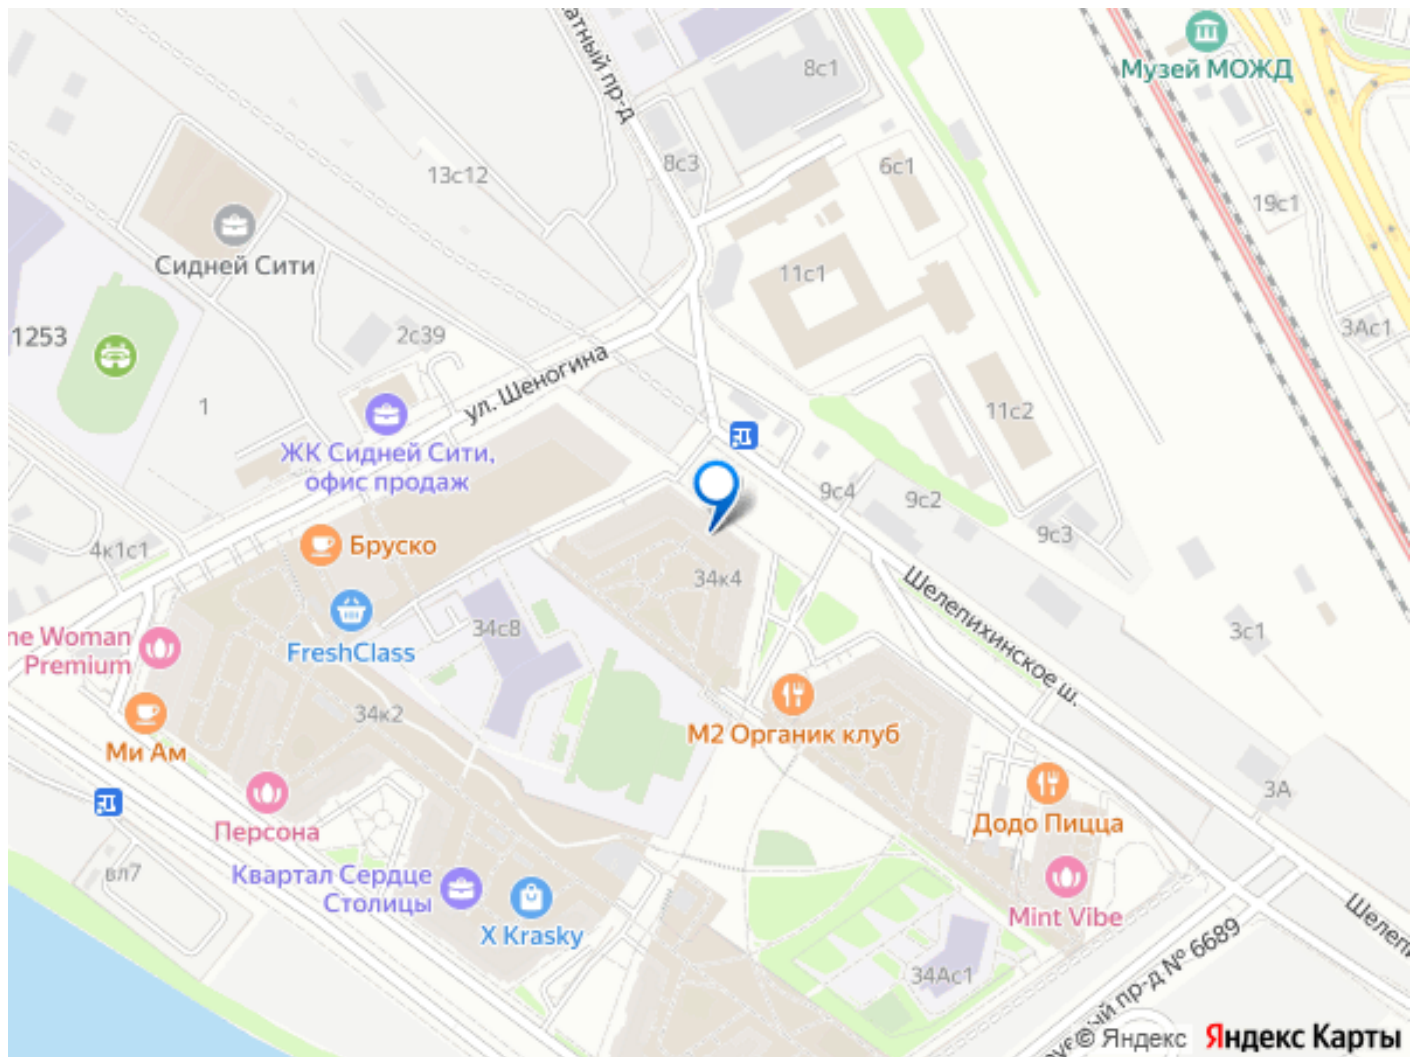 Музей МОЖД
8с1
атный пр-д
8с3
6с1
13с12
19с1
Сидней Сити
11с1
3Ас1
1253
2с39
ул. Шеногина
1
11с2
ЖК Сидней Сити,
офис продаж
9с4
9с2
9с3
4к1с1
Бруско
34к4
Шелепихинское ш.
34с8
3с1
ne Woman
Premium
FreshClass
34к2
М2 Органик клуб
Ми Ам
3А
Персона
Додо Пицца
вл7
Квартал Сердце
Столицы
X Krasky
Mint Vibe
Шелепи
34Ас1
ый пр-д № 6689
© Яндекс
Яндекс Карты